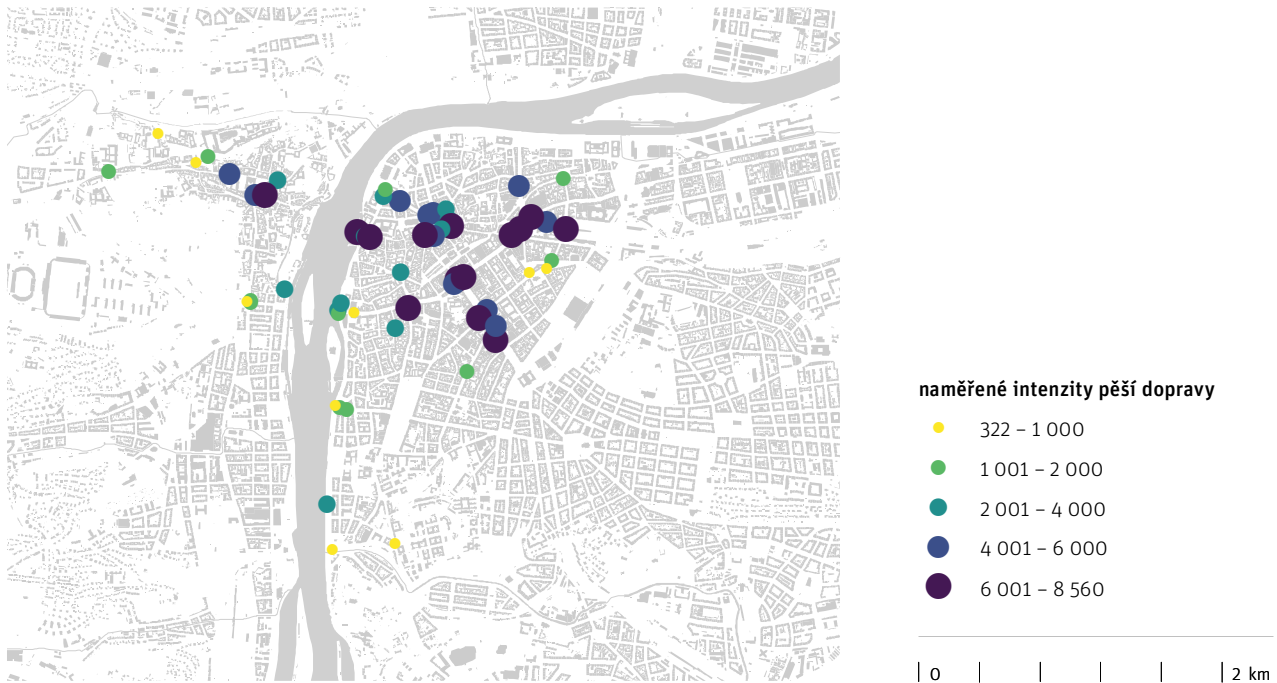 naměřené intenzity pěší dopravy
322 – 1 000
1 001 – 2 000
2 001 – 4 000
4 001 – 6 000
6 001 – 8 560
0 2 km